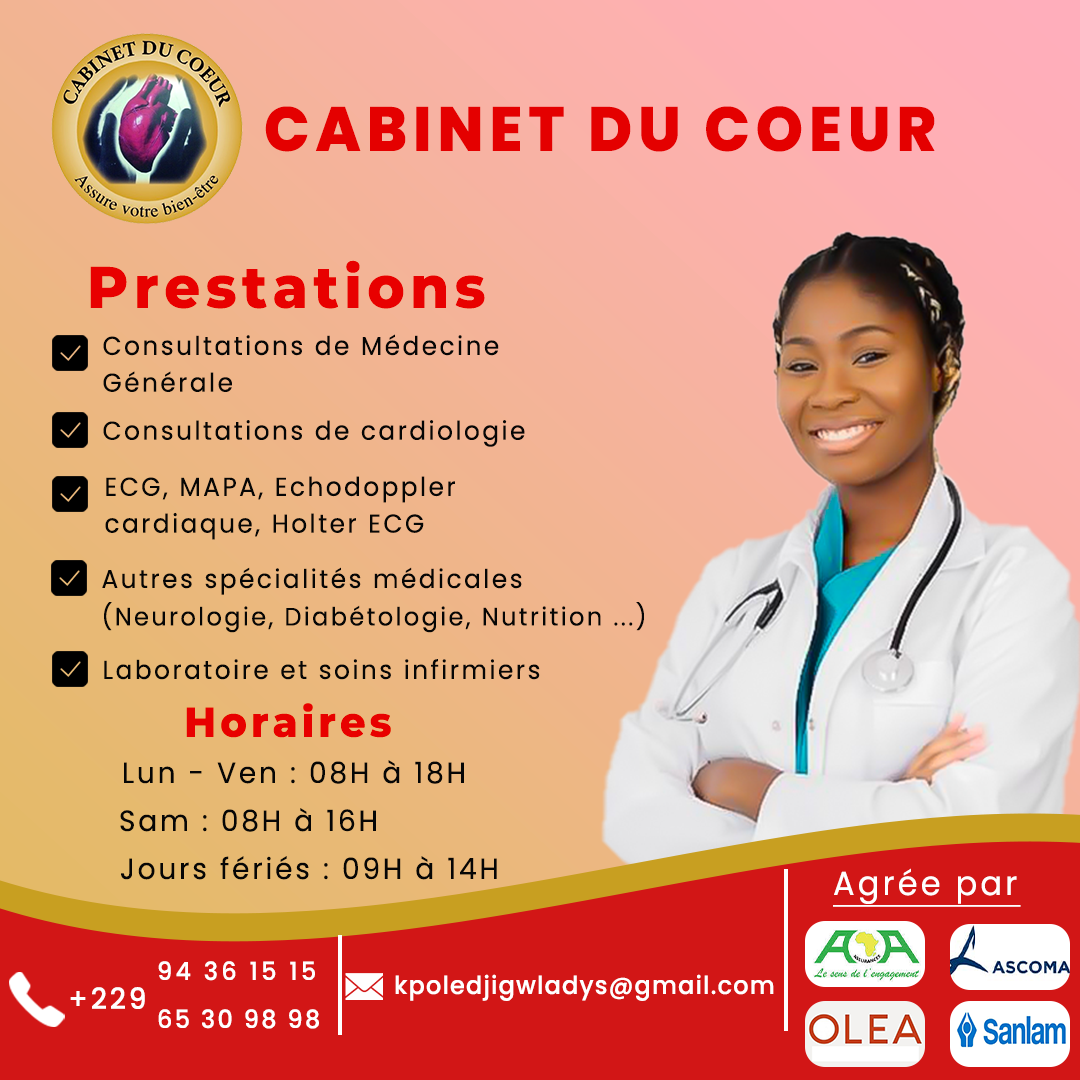 CABINET DU COEUR
Assure votre bien-être
CABINET DU COEUR
Prestations
Consultations de Médecine
Générale
Consultations de cardiologie
ECG, MAPA, Echodoppler
cardiaque, Holter ECG
Autres spécialités médicales
(Neurologie, Diabétologie, Nutrition ...)
Laboratoire et soins infirmiers
Horaires
Lun - Ven : 08H à 18H
Sam : 08H à 16H
Jours fériés : 09H à 14H
+229
94 36 15 15
65 30 98 98
kpoledjigwladys@gmail.com
Agrée par
AOA
ASSURANCES
Le sens de l'engagement
ASCOMA
OLEA
Sanlam